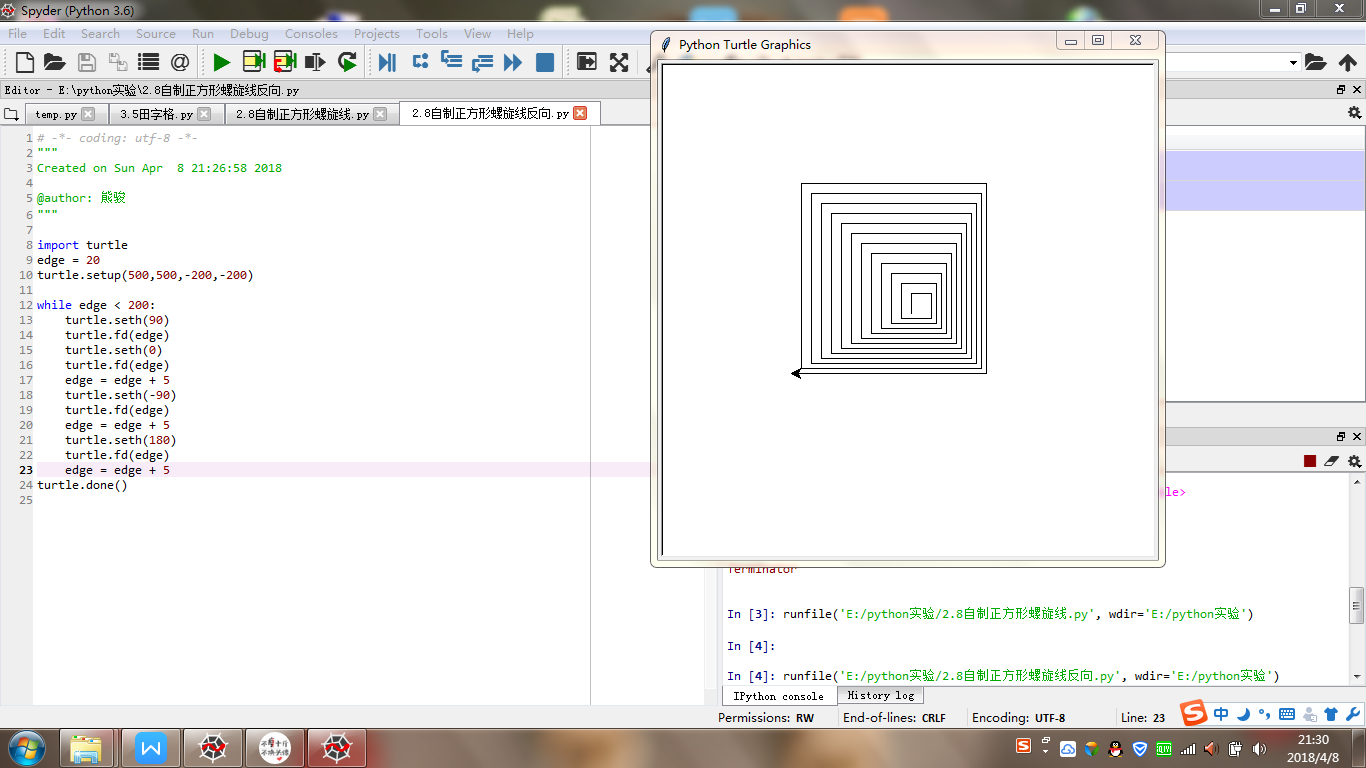 Spyder (Python 3.6)
File Edit Search Source Run Debug Consoles Projects Tools View Help
Python Turtle Graphics
Editor - E:\python实验\2.8自制正方形螺旋线反向.py
temp.py 3.5田字格.py 2.8自制正方形螺旋线.py 2.8自制正方形螺旋线反向.py
1 # -*- coding: utf-8 -*-
2 """
3 Created on Sun Apr  8 21:26:58 2018
4
5 @author: 熊骏
6 """
7
8 import turtle
9 edge = 20
10 turtle.setup(500,500,-200,-200)
11
12 while edge < 200:
13     turtle.seth(90)
14     turtle.fd(edge)
15     turtle.seth(0)
16     turtle.fd(edge)
17     edge = edge + 5
18     turtle.seth(-90)
19     turtle.fd(edge)
20     edge = edge + 5
21     turtle.seth(180)
22     turtle.fd(edge)
23     edge = edge + 5
24 turtle.done()
25
le>
Terminator
In [3]: runfile('E:/python实验/2.8自制正方形螺旋线.py', wdir='E:/python实验')
In [4]:
In [4]: runfile('E:/python实验/2.8自制正方形螺旋线反向.py', wdir='E:/python实验')
IPython console History log
Permissions: RW End-of-lines: CRLF Encoding: UTF-8 Line: 23
中
21:30
2018/4/8